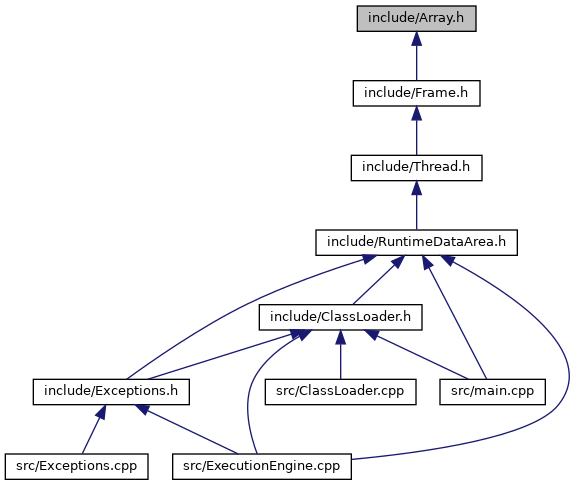 include/Array.h
include/Frame.h
include/Thread.h
include/RuntimeDataArea.h
include/ClassLoader.h
include/Exceptions.h
src/ClassLoader.cpp
src/main.cpp
src/Exceptions.cpp
src/ExecutionEngine.cpp